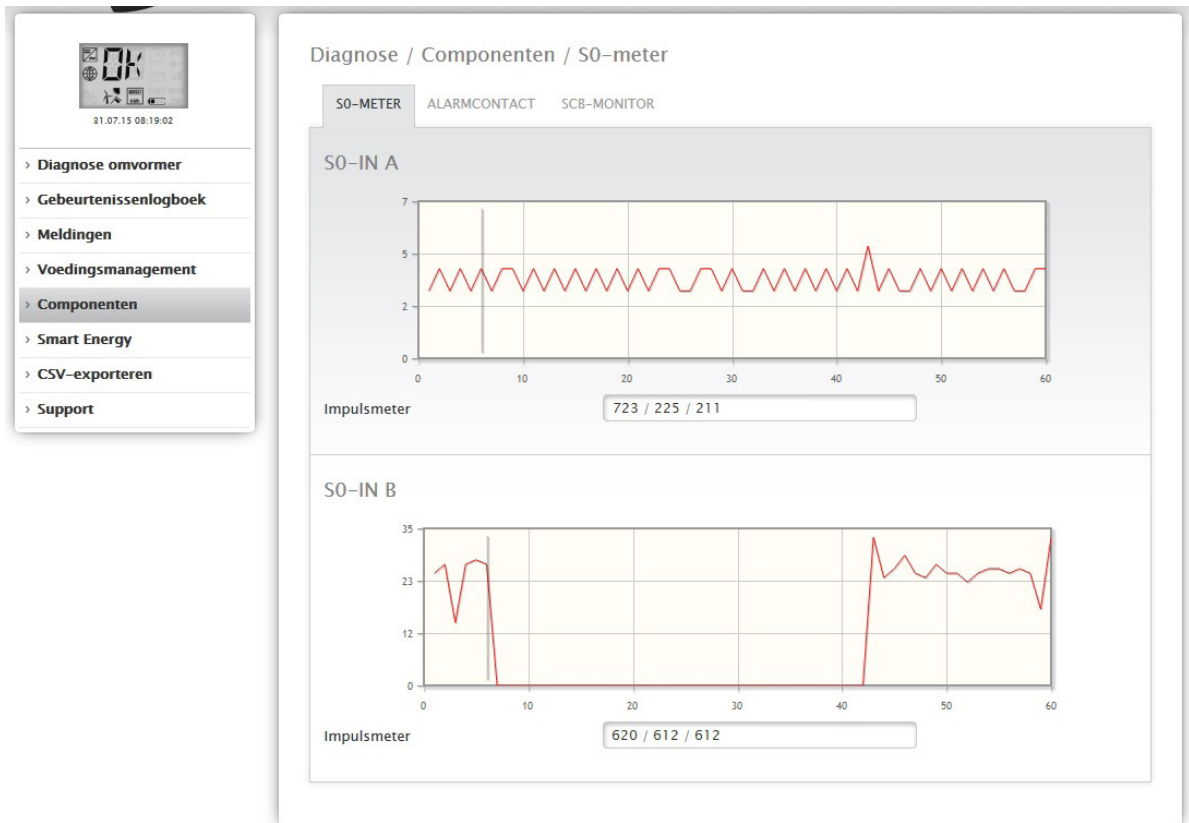 OK
31.07.15 08:19:02
› Diagnose omvormer
› Gebeurtenissenlogboek
› Meldingen
› Voedingsmanagement
› Componenten
› Smart Energy
› CSV-exporteren
› Support
Diagnose / Componenten / S0-meter
S0-METER ALARMCONTACT SCB-MONITOR
S0-IN A
7
5
2
0
0 10 20 30 40 50 60
Impulsmeter 723 / 225 / 211
S0-IN B
35
23
12
0
0 10 20 30 40 50 60
Impulsmeter 620 / 612 / 612